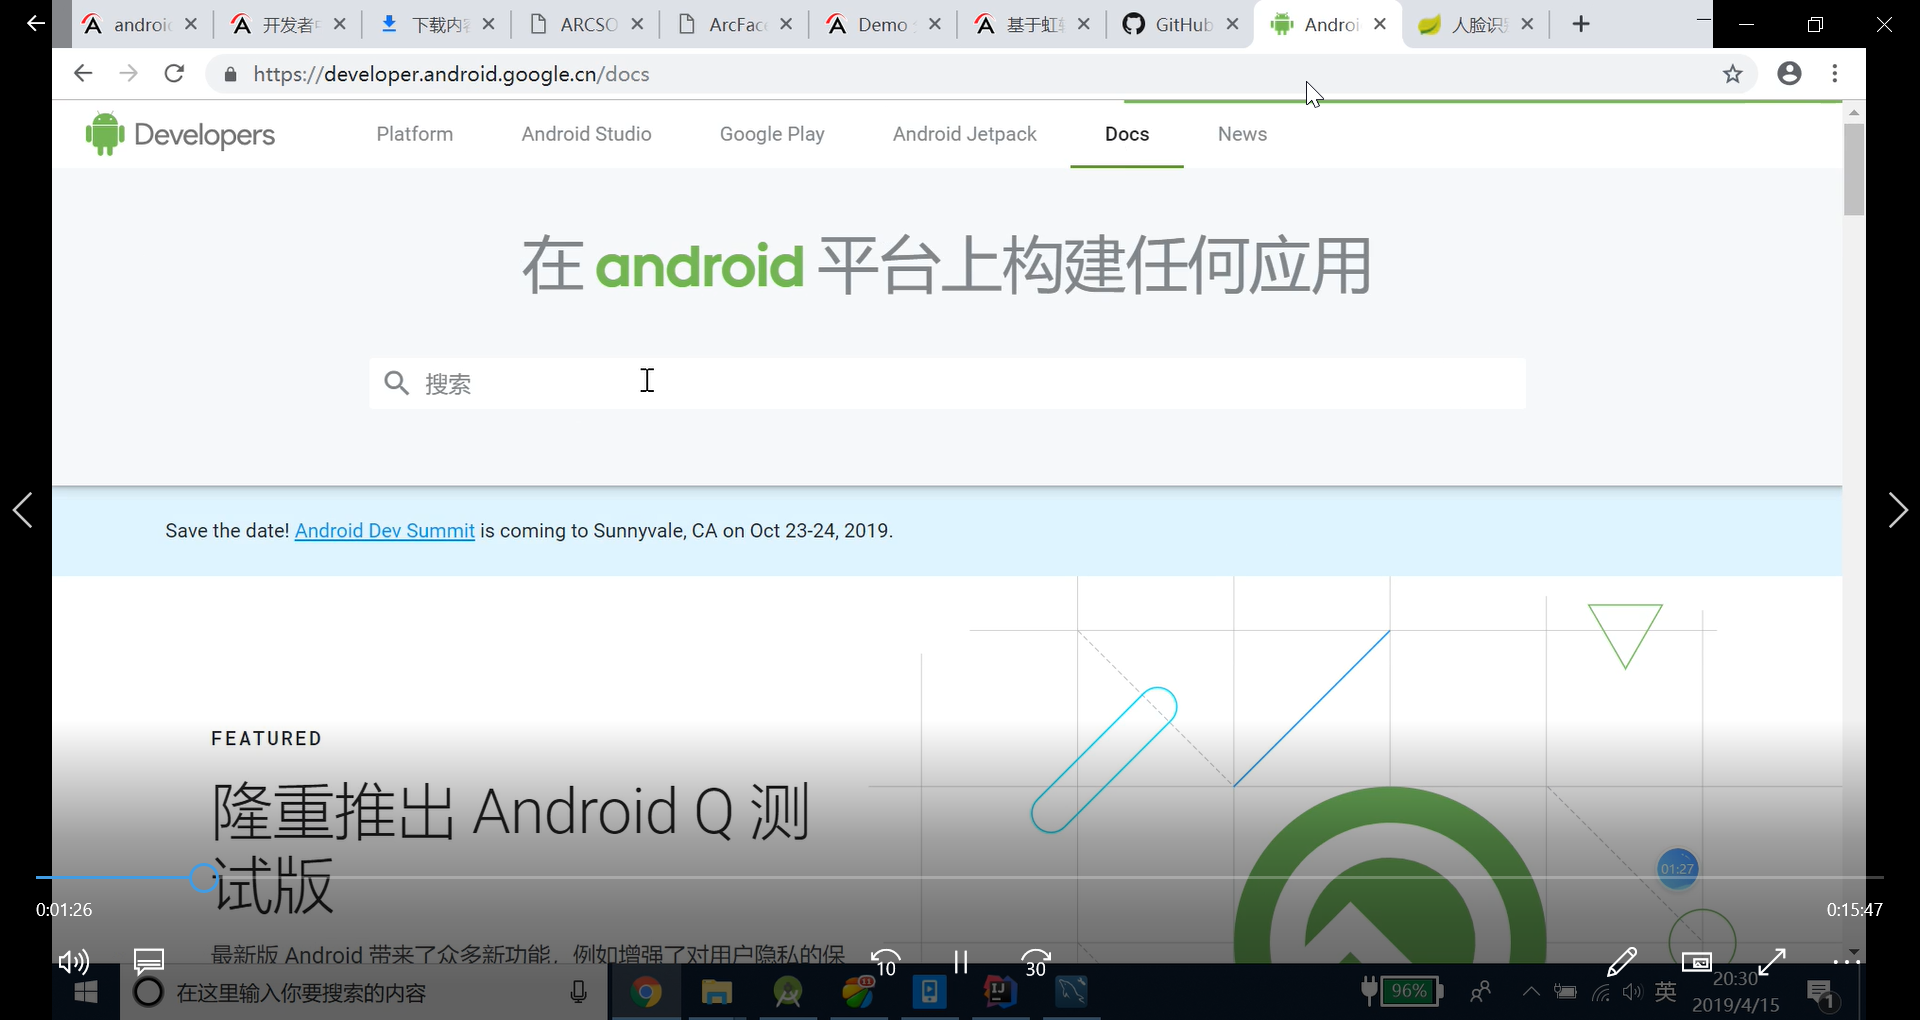 androi
开发者
下载内
ARCSO
ArcFac
Demo
基于虹
GitHub
Androi
人脸识
https://developer.android.google.cn/docs
Developers
Platform
Android Studio
Google Play
Android Jetpack
Docs
News
在 android 平台上构建任何应用
搜索
Save the date! Android Dev Summit is coming to Sunnyvale, CA on Oct 23-24, 2019.
FEATURED
隆重推出 Android Q 测
试版
01:27
0:01:26
0:15:47
最新版 Android 带来了众多新功能，例如增强了对用户隐私的保
10
30
在这里输入你要搜索的内容
11
IJ
96%
英
20:30
2019/4/15
1